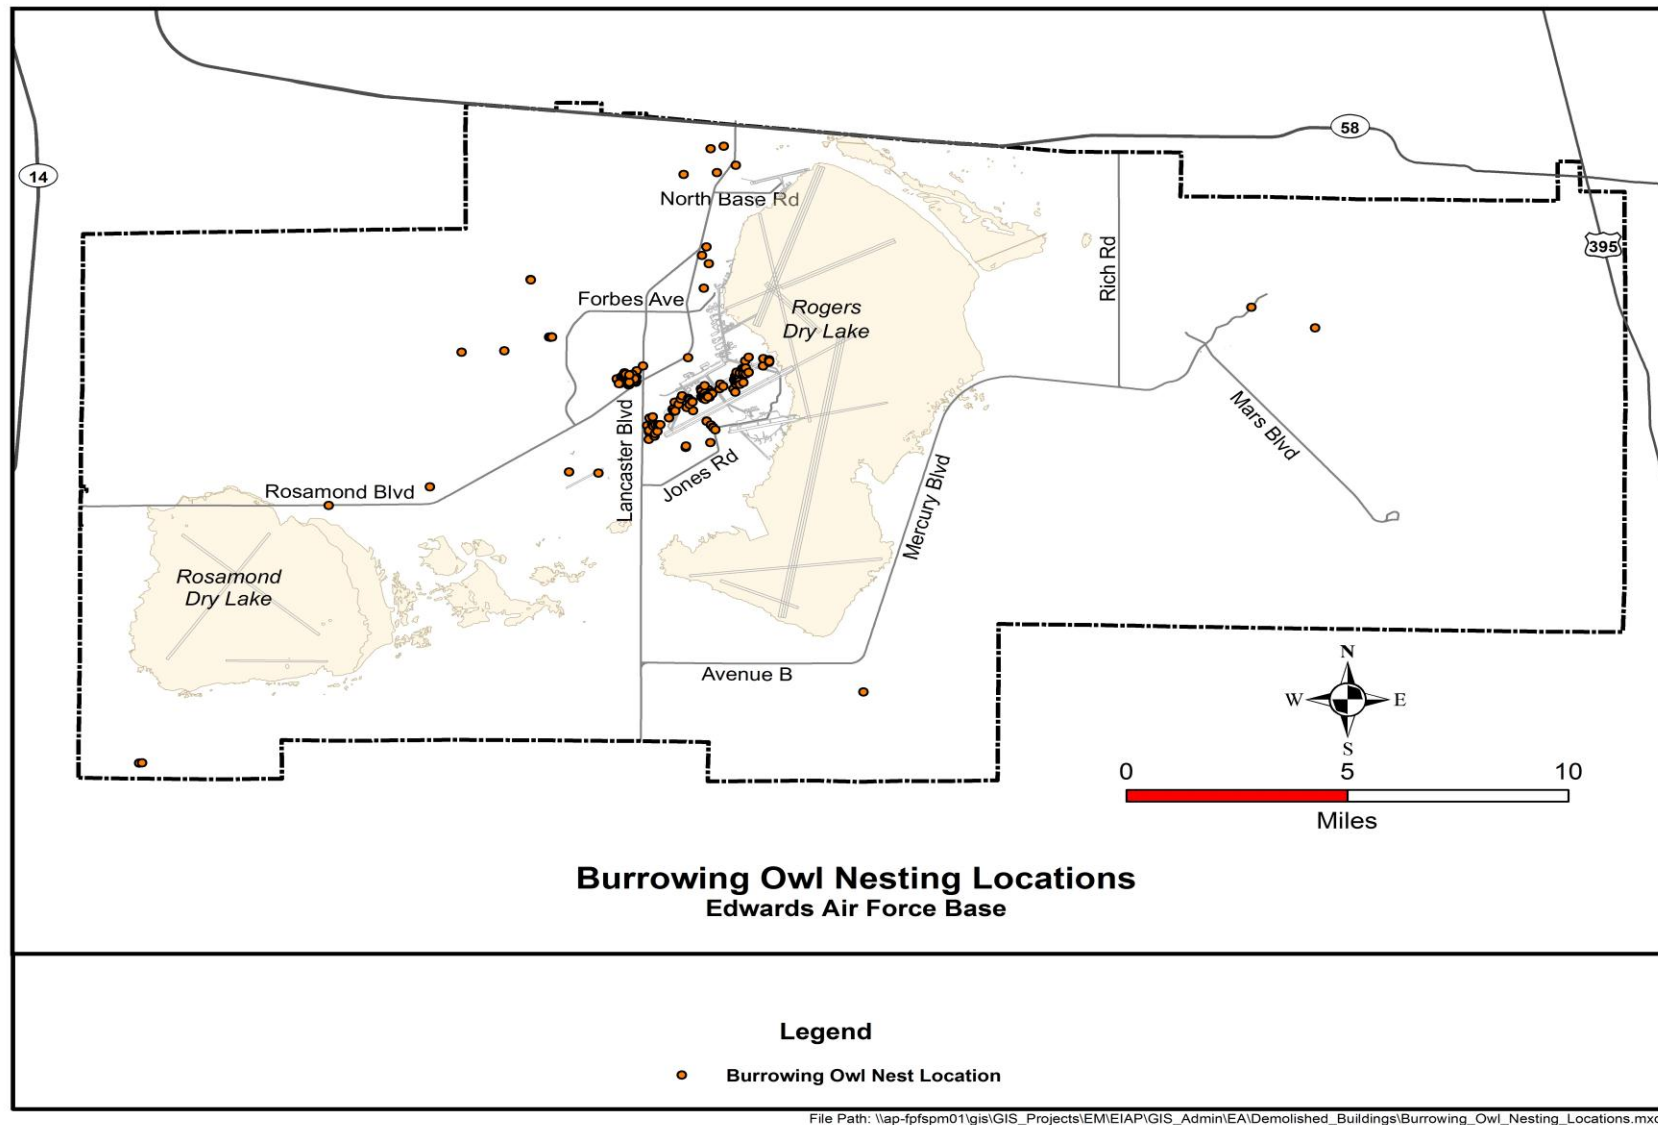 58
14
North Base Rd
395
Rich Rd
Forbes Ave
Rogers
Dry Lake
Mars Blvd
Lancaster Blvd
Jones Rd
Rosamond Blvd
Mercury Blvd
Rosamond
Dry Lake
Avenue B
N
W E
S
0 5 10
Miles
Burrowing Owl Nesting Locations
Edwards Air Force Base
Legend
Burrowing Owl Nest Location
File Path: \\ap-fpfspm01\gis\GIS_Projects\EM\EIAP\GIS_Admin\EA\Demolished_Buildings\Burrowing_Owl_Nesting_Locations.mxd